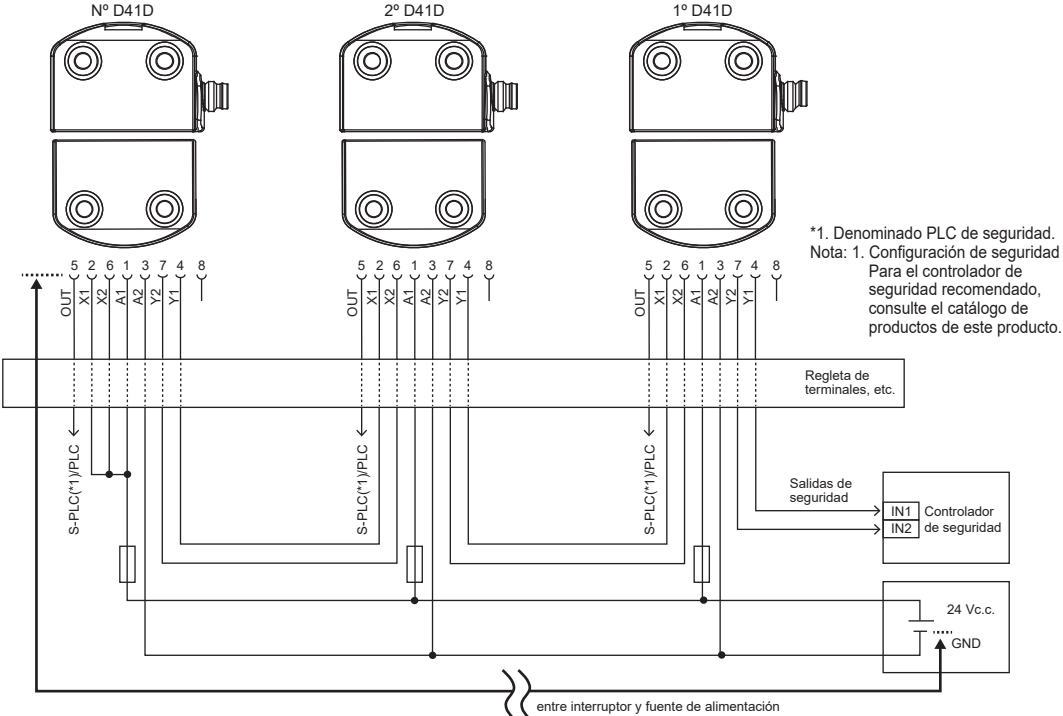 Nº D41D
2º D41D
1º D41D
*1. Denominado PLC de seguridad.
Nota: 1. Configuración de seguridad
Para el controlador de
seguridad recomendado,
consulte el catálogo de
productos de este producto.
5 2 6 1 3 7 4 8
OUT X1 X2 A1 A2 Y2 Y1
5 2 6 1 3 7 4 8
OUT X1 X2 A1 A2 Y2 Y1
5 2 6 1 3 7 4 8
OUT X1 X2 A1 A2 Y2 Y1
Regleta de
terminales, etc.
S-PLC(*1)/PLC
S-PLC(*1)/PLC
S-PLC(*1)/PLC
Salidas de
seguridad
IN1
IN2
Controlador
de seguridad
24 Vc.c.
GND
entre interruptor y fuente de alimentación